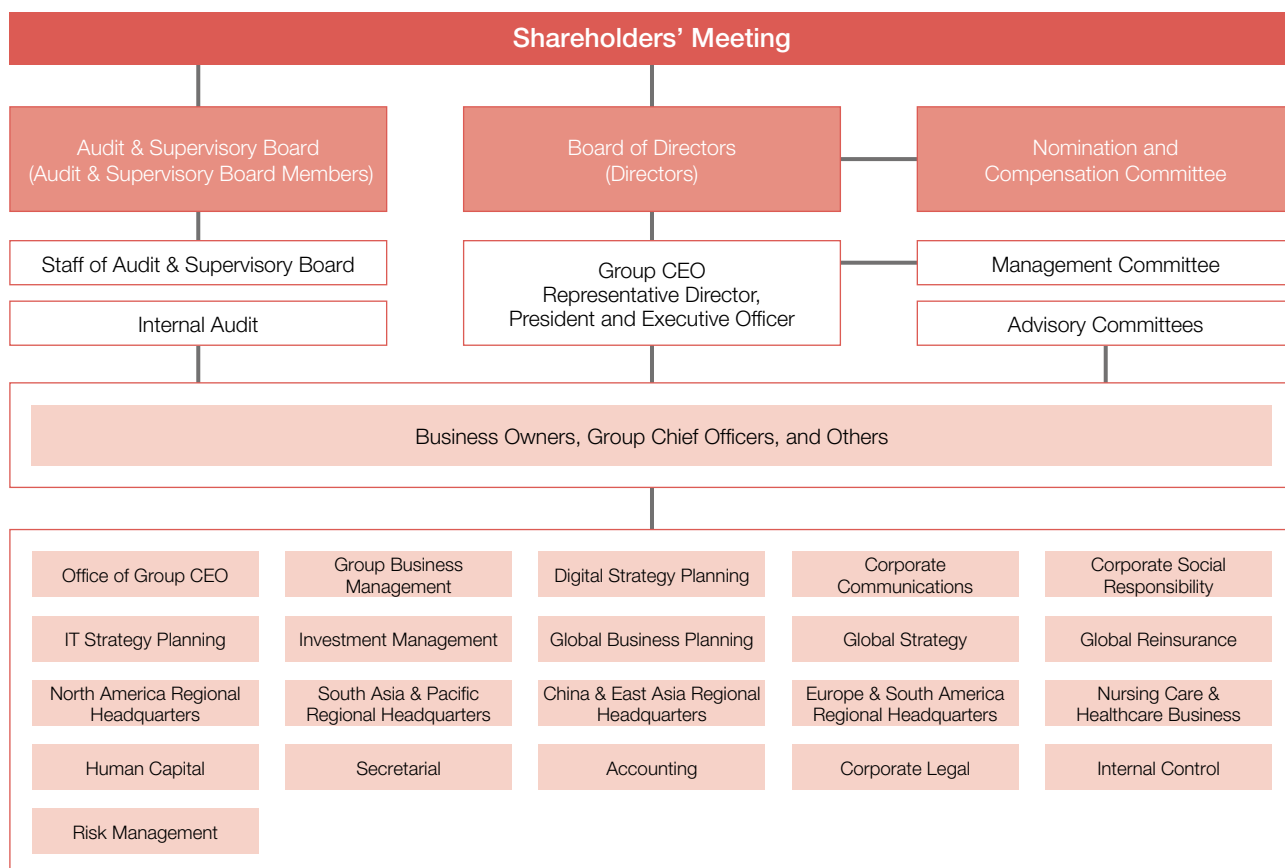 Shareholders’ Meeting
Audit & Supervisory Board
(Audit & Supervisory Board Members)
Board of Directors
(Directors)
Nomination and
Compensation Committee
Staff of Audit & Supervisory Board
Internal Audit
Group CEO
Representative Director,
President and Executive Officer
Management Committee
Advisory Committees
Business Owners, Group Chief Officers, and Others
Office of Group CEO
Group Business
Management
Digital Strategy Planning
Corporate
Communications
Corporate Social
Responsibility
IT Strategy Planning
Investment Management
Global Business Planning
Global Strategy
Global Reinsurance
North America Regional
Headquarters
South Asia & Pacific
Regional Headquarters
China & East Asia Regional
Headquarters
Europe & South America
Regional Headquarters
Nursing Care &
Healthcare Business
Human Capital
Secretarial
Accounting
Corporate Legal
Internal Control
Risk Management